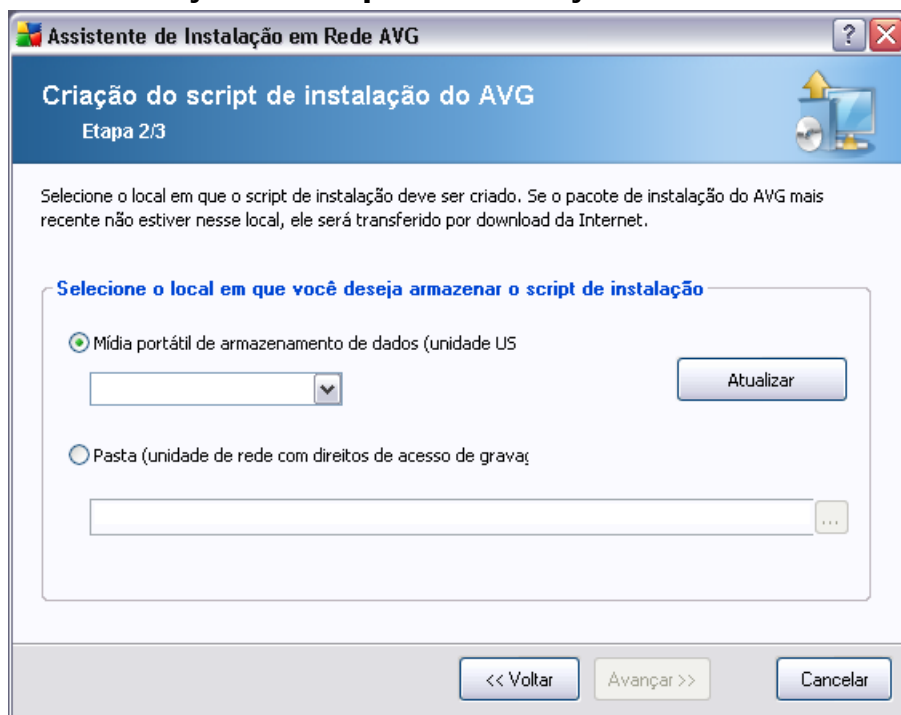 Assistente de Instalação em Rede AVG
Criação do script de instalação do AVG
Etapa 2/3
Selecione o local em que o script de instalação deve ser criado. Se o pacote de instalação do AVG mais
recente não estiver nesse local, ele será transferido por download da Internet.
Selecione o local em que você deseja armazenar o script de instalação
Mídia portátil de armazenamento de dados (unidade US
Atualizar
Pasta (unidade de rede com direitos de acesso de grava
...
<< Voltar
Avançar >>
Cancelar